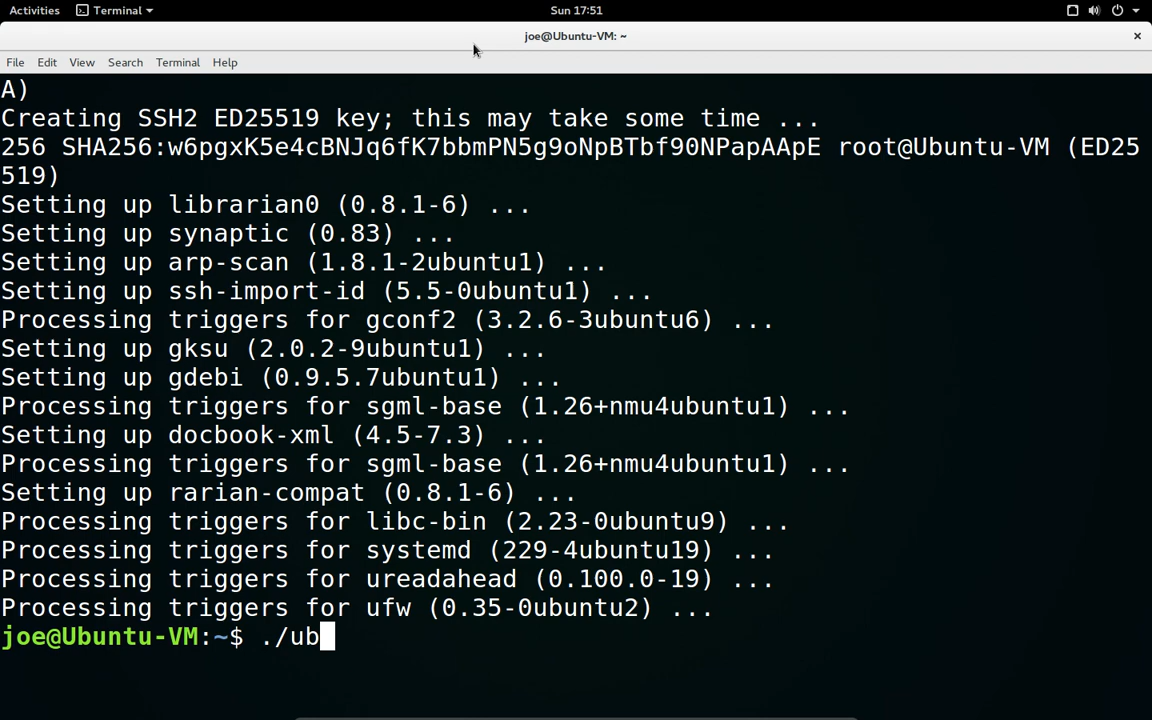 Activities Terminal Sun 17:51
joe@Ubuntu-VM: ~ ×
File Edit View Search Terminal Help
A)
Creating SSH2 ED25519 key; this may take some time ...
256 SHA256:w6pgxK5e4cBNJq6fK7bbmPN5g9oNpBTbf90NPapAApE root@Ubuntu-VM (ED25
519)
Setting up librarian0 (0.8.1-6) ...
Setting up synaptic (0.83) ...
Setting up arp-scan (1.8.1-2ubuntu1) ...
Setting up ssh-import-id (5.5-0ubuntu1) ...
Processing triggers for gconf2 (3.2.6-3ubuntu6) ...
Setting up gksu (2.0.2-9ubuntu1) ...
Setting up gdebi (0.9.5.7ubuntu1) ...
Processing triggers for sgml-base (1.26+nmu4ubuntu1) ...
Setting up docbook-xml (4.5-7.3) ...
Processing triggers for sgml-base (1.26+nmu4ubuntu1) ...
Setting up rarian-compat (0.8.1-6) ...
Processing triggers for libc-bin (2.23-0ubuntu9) ...
Processing triggers for systemd (229-4ubuntu19) ...
Processing triggers for ureadahead (0.100.0-19) ...
Processing triggers for ufw (0.35-0ubuntu2) ...
joe@Ubuntu-VM:~$ ./ub